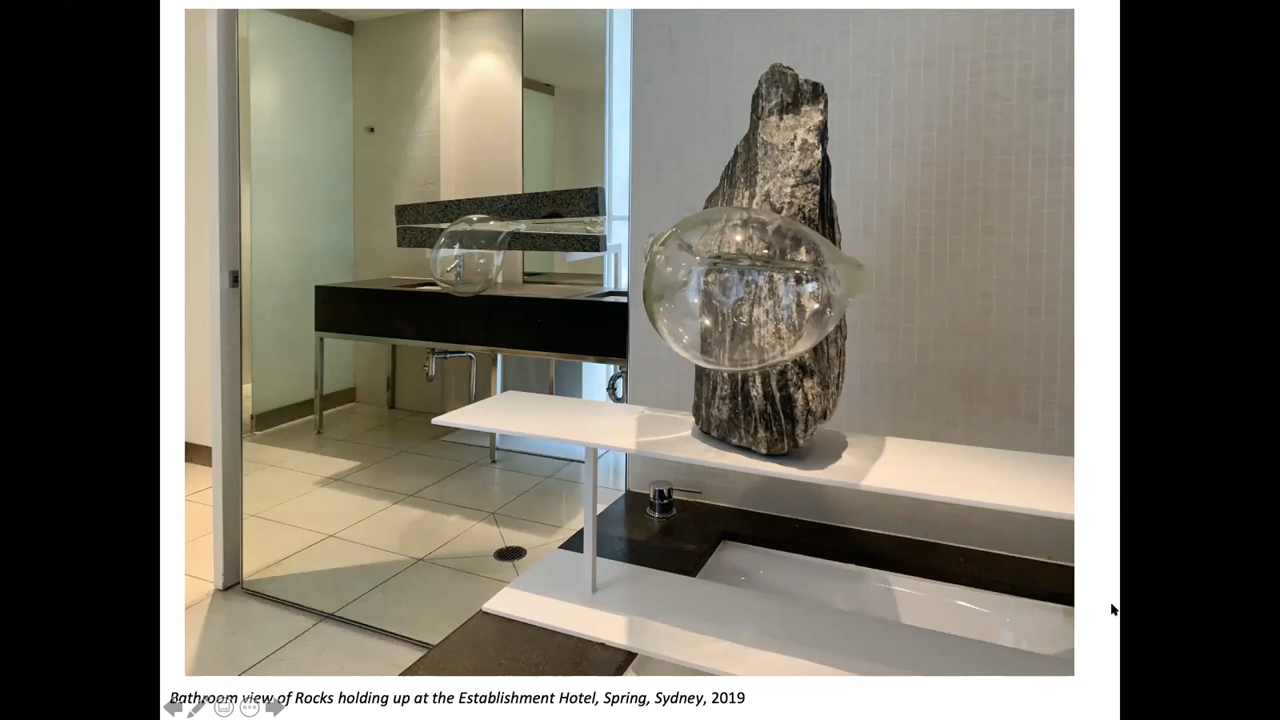 Bathroom view of Rocks holding up at the Establishment Hotel, Spring, Sydney, 2019